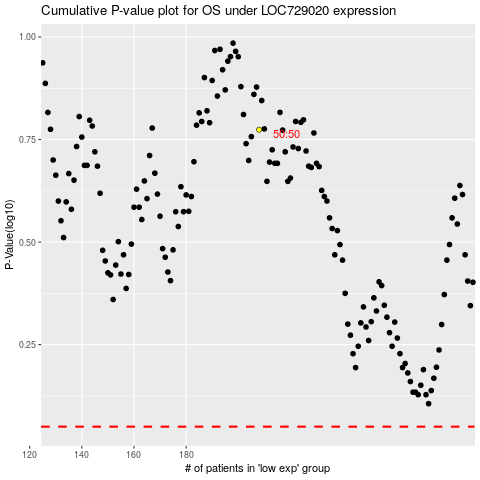 Cumulative P-value plot for OS under LOC729020 expression
P-Value(log10)
1.00
0.75
0.50
0.25
50:50
120 140 160 180
# of patients in 'low exp' group